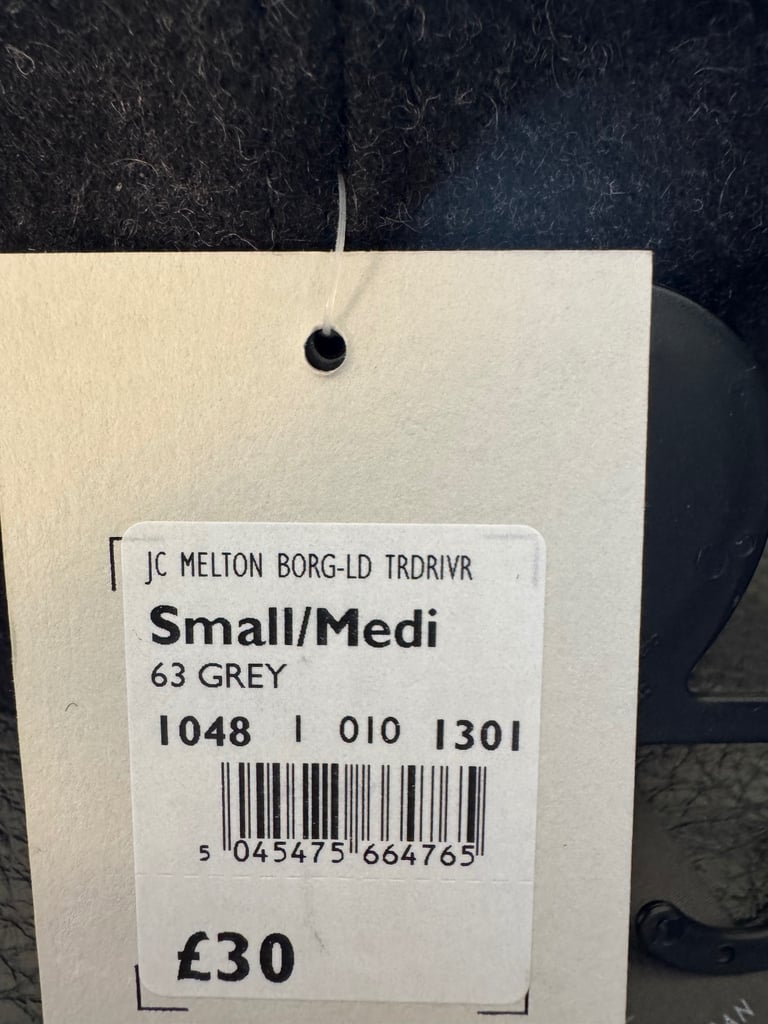 JC MELTON BORG-LD TRDRIVR
Small/Medi
63 GREY
1048 1 010 1301
5 045475 664765
£30